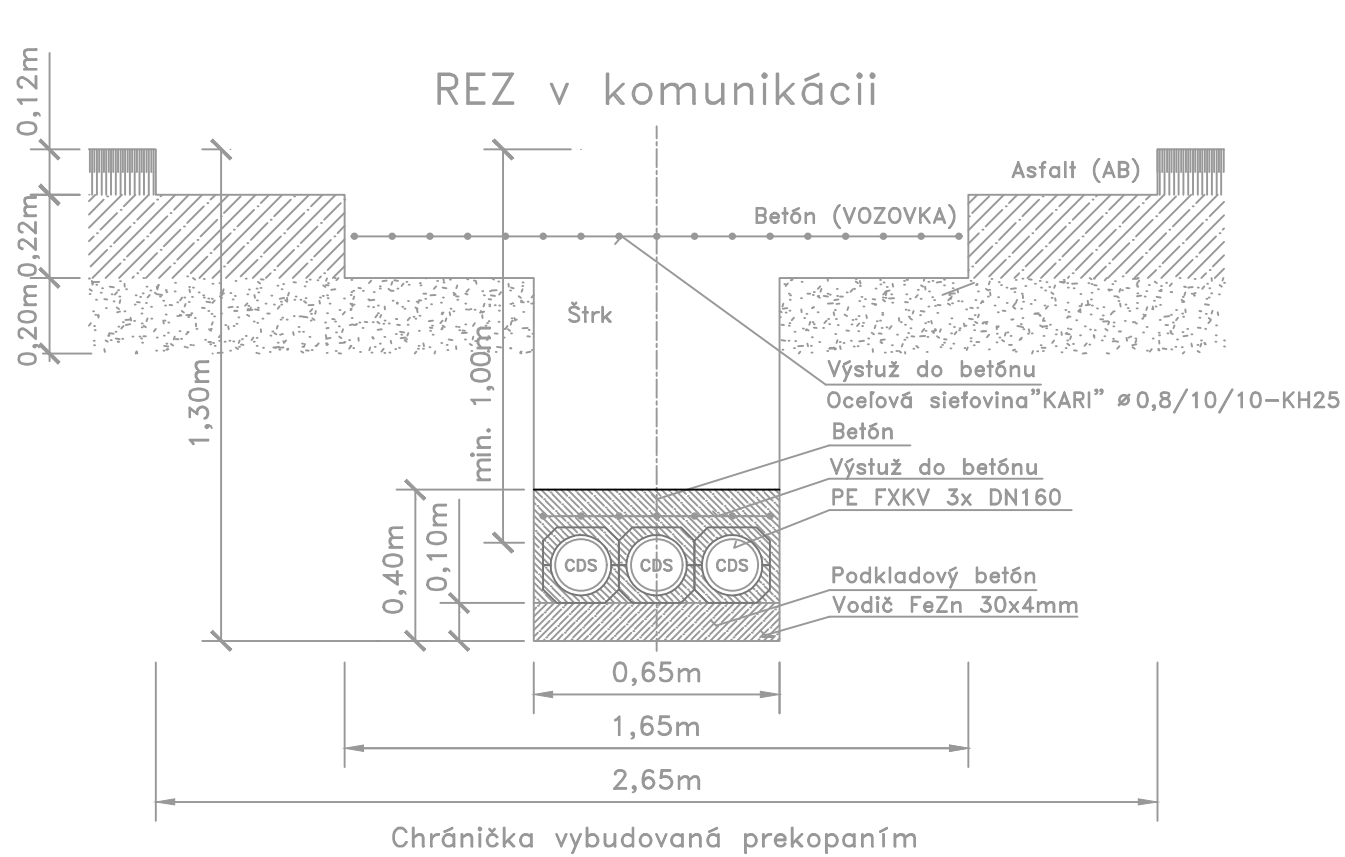 REZ v komunikácii
0,12m
Asfalt (AB)
0,22m
Betón (VOZOVKA)
0,20m
Štrk
min. 1,00m
1,30m
Výstuž do betónu
Oceľová sieťovina"KARI" ø0,8/10/10-KH25
Betón
Výstuž do betónu
PE FXKV 3x DN160
0,40m
0,10m
CDS CDS CDS
Podkladový betón
Vodič FeZn 30x4mm
0,65m
1,65m
2,65m
Chránička vybudovaná prekopaním